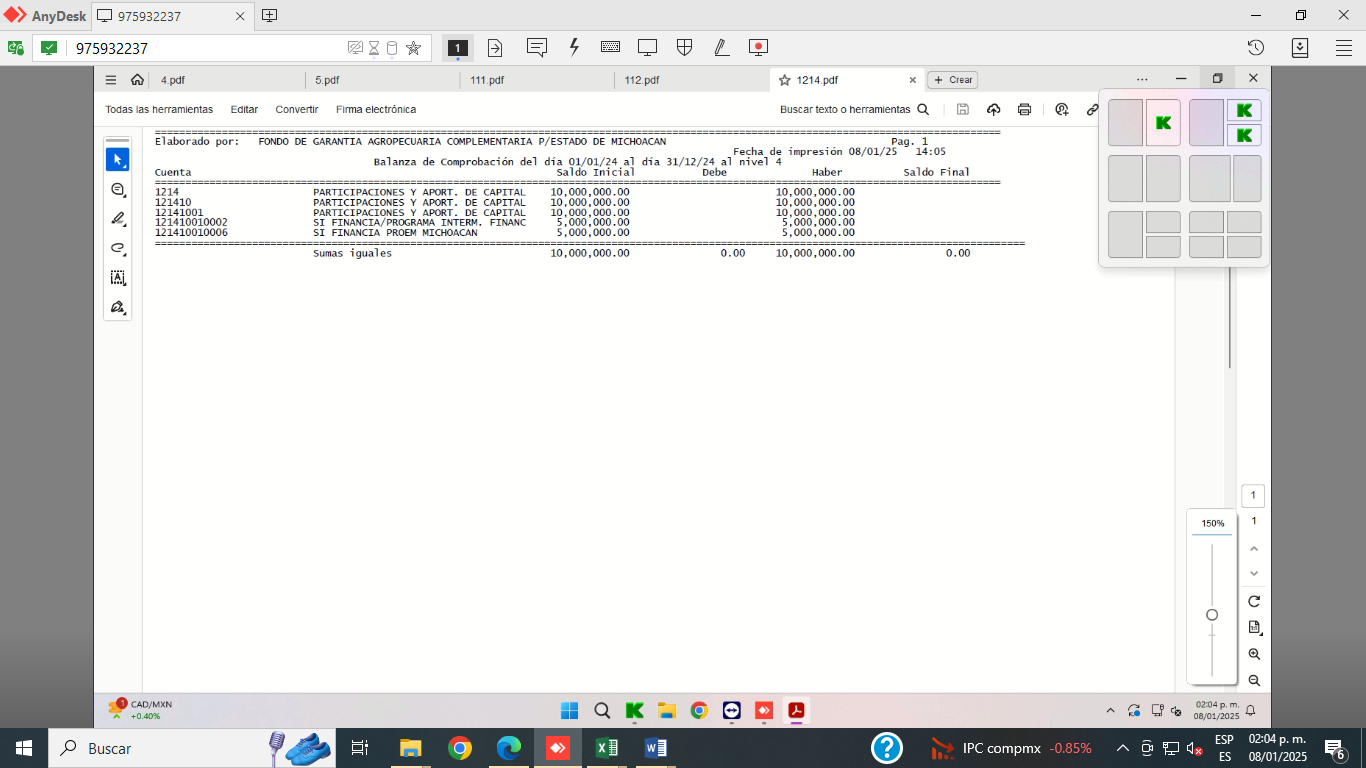 AnyDesk
975932237
975932237
1
4.pdf 5.pdf 111.pdf 112.pdf 1214.pdf Crear
Todas las herramientas Editar Convertir Firma electrónica Buscar texto o herramientas
Elaborado por: FONDO DE GARANTIA AGROPECUARIA COMPLEMENTARIA P/ESTADO DE MICHOACAN Pag. 1
Fecha de impresión 08/01/25 14:05
Balanza de Comprobación del día 01/01/24 al día 31/12/24 al nivel 4
Cuenta Saldo Inicial Debe Haber Saldo Final
1214 PARTICIPACIONES Y APORT. DE CAPITAL 10,000,000.00 10,000,000.00
121410 PARTICIPACIONES Y APORT. DE CAPITAL 10,000,000.00 10,000,000.00
12141001 PARTICIPACIONES Y APORT. DE CAPITAL 10,000,000.00 10,000,000.00
121410010002 SI FINANCIA/PROGRAMA INTERM. FINANC 5,000,000.00 5,000,000.00
121410010006 SI FINANCIA PROEM MICHOACAN 5,000,000.00 5,000,000.00
Sumas iguales 10,000,000.00 0.00 10,000,000.00 0.00
1
150% 1
1 CAD/MXN
+0.40%
02:04 p. m.
08/01/2025
Buscar
IPC compmx -0.85%
ESP
ES
02:04 p. m.
08/01/2025
6